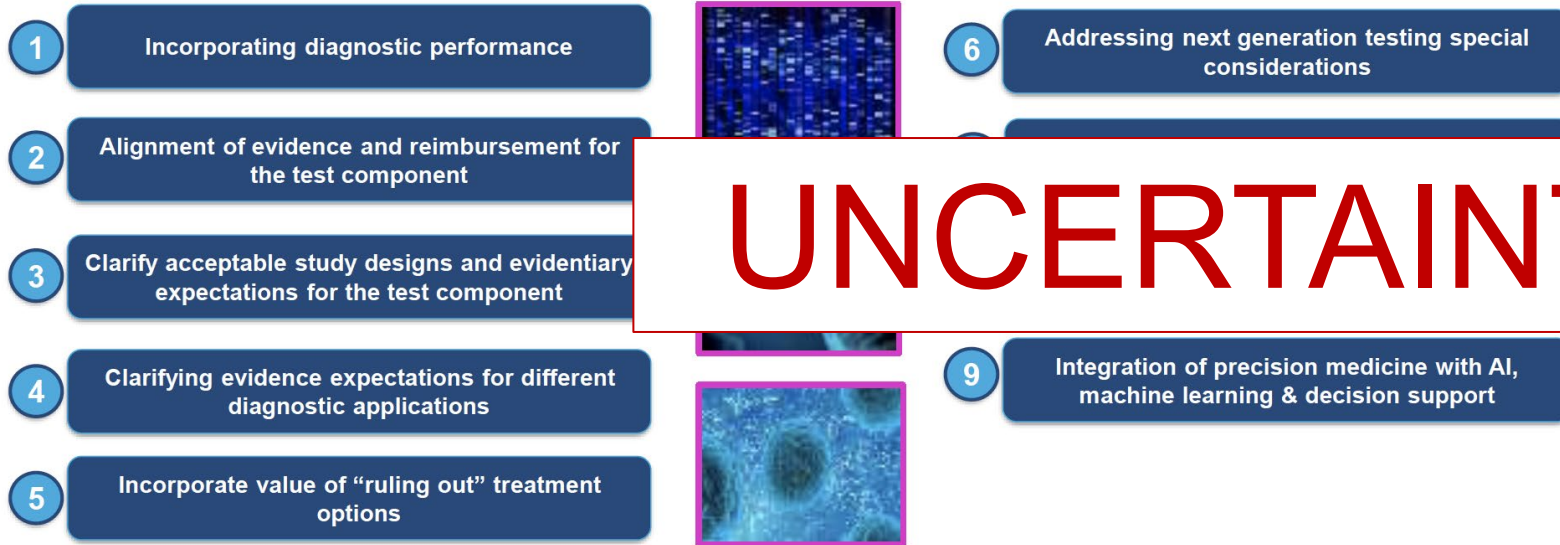 1
Incorporating diagnostic performance
2
Alignment of evidence and reimbursement for
the test component
3
Clarify acceptable study designs and evidentiary
expectations for the test component
4
Clarifying evidence expectations for different
diagnostic applications
5
Incorporate value of “ruling out” treatment
options
6
Addressing next generation testing special
considerations
UNCERTAINT
9
Integration of precision medicine with AI,
machine learning & decision support